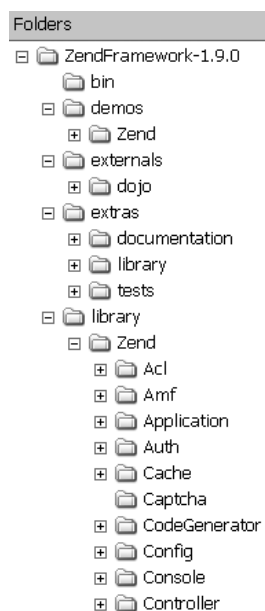 Folders
ZendFramework-1.9.0
bin
demos
Zend
externals
dojo
extras
documentation
library
tests
library
Zend
Acl
Amf
Application
Auth
Cache
Captcha
CodeGenerator
Config
Console
Controller